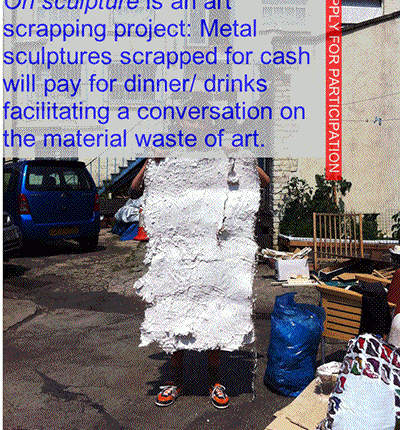 On sculpture is an art
scrapping project: Metal
sculptures scrapped for cash
will pay for dinner/ drinks
facilitating a conversation on
the material waste of art.
PPLY FOR PARTICIPATION